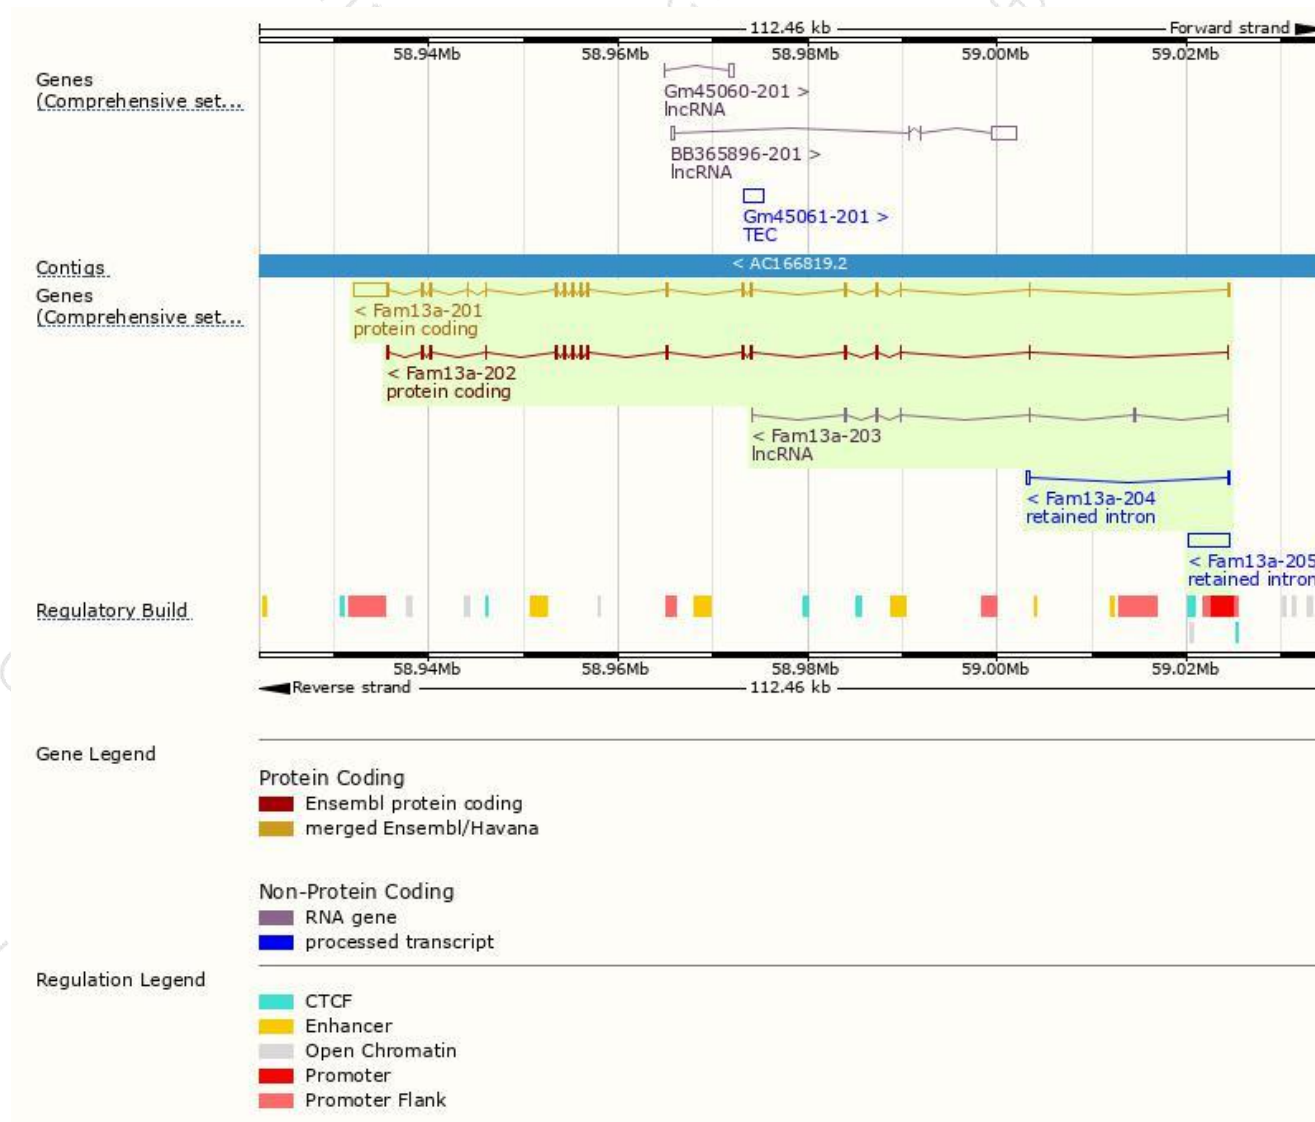 112.46 kb
Forward strand
58.94Mb 58.96Mb 58.98Mb 59.00Mb 59.02Mb
Genes
(Comprehensive set...
Gm45060-201 >
lncRNA
BB365896-201 >
lncRNA
Gm45061-201 >
TEC
Contigs
< AC166819.2
Genes
(Comprehensive set...
< Fam13a-201
protein coding
< Fam13a-202
protein coding
< Fam13a-203
lncRNA
< Fam13a-204
retained intron
< Fam13a-205
retained intron
Regulatory Build
58.94Mb 58.96Mb 58.98Mb 59.00Mb 59.02Mb
Reverse strand
112.46 kb
Gene Legend
Protein Coding
Ensembl protein coding
merged Ensembl/Havana
Non-Protein Coding
RNA gene
processed transcript
Regulation Legend
CTCF
Enhancer
Open Chromatin
Promoter
Promoter Flank